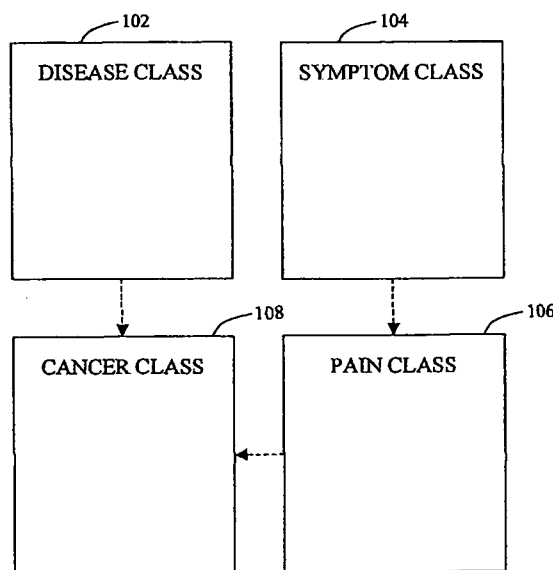 102
104
DISEASE CLASS
SYMPTOM CLASS
108
106
CANCER CLASS
PAIN CLASS